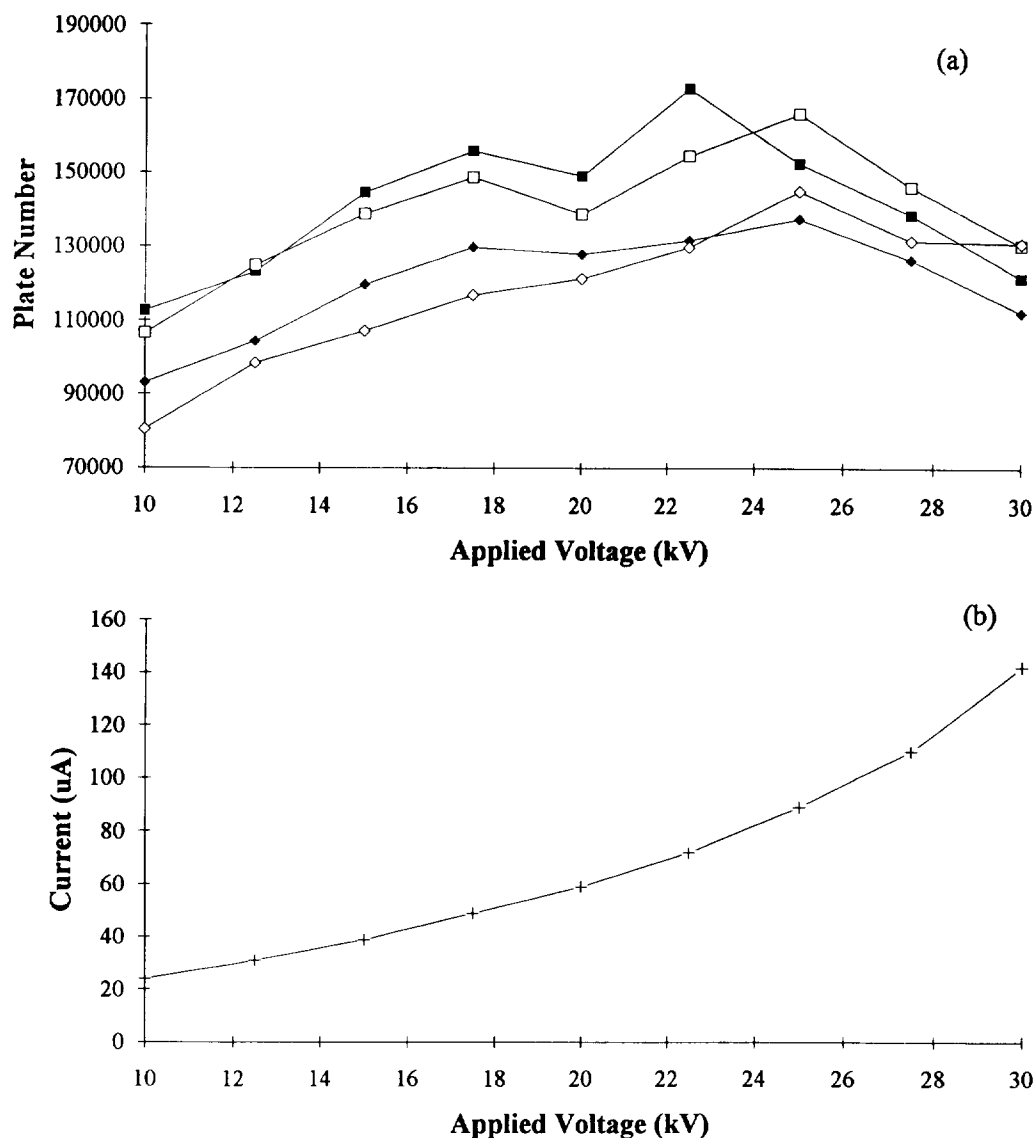 190000
(a)
170000
150000
130000
110000
90000
70000
Plate Number
10 12 14 16 18 20 22 24 26 28 30
Applied Voltage (kV)
160
(b)
140
120
100
80
60
40
20
0
Current (uA)
10 12 14 16 18 20 22 24 26 28 30
Applied Voltage (kV)